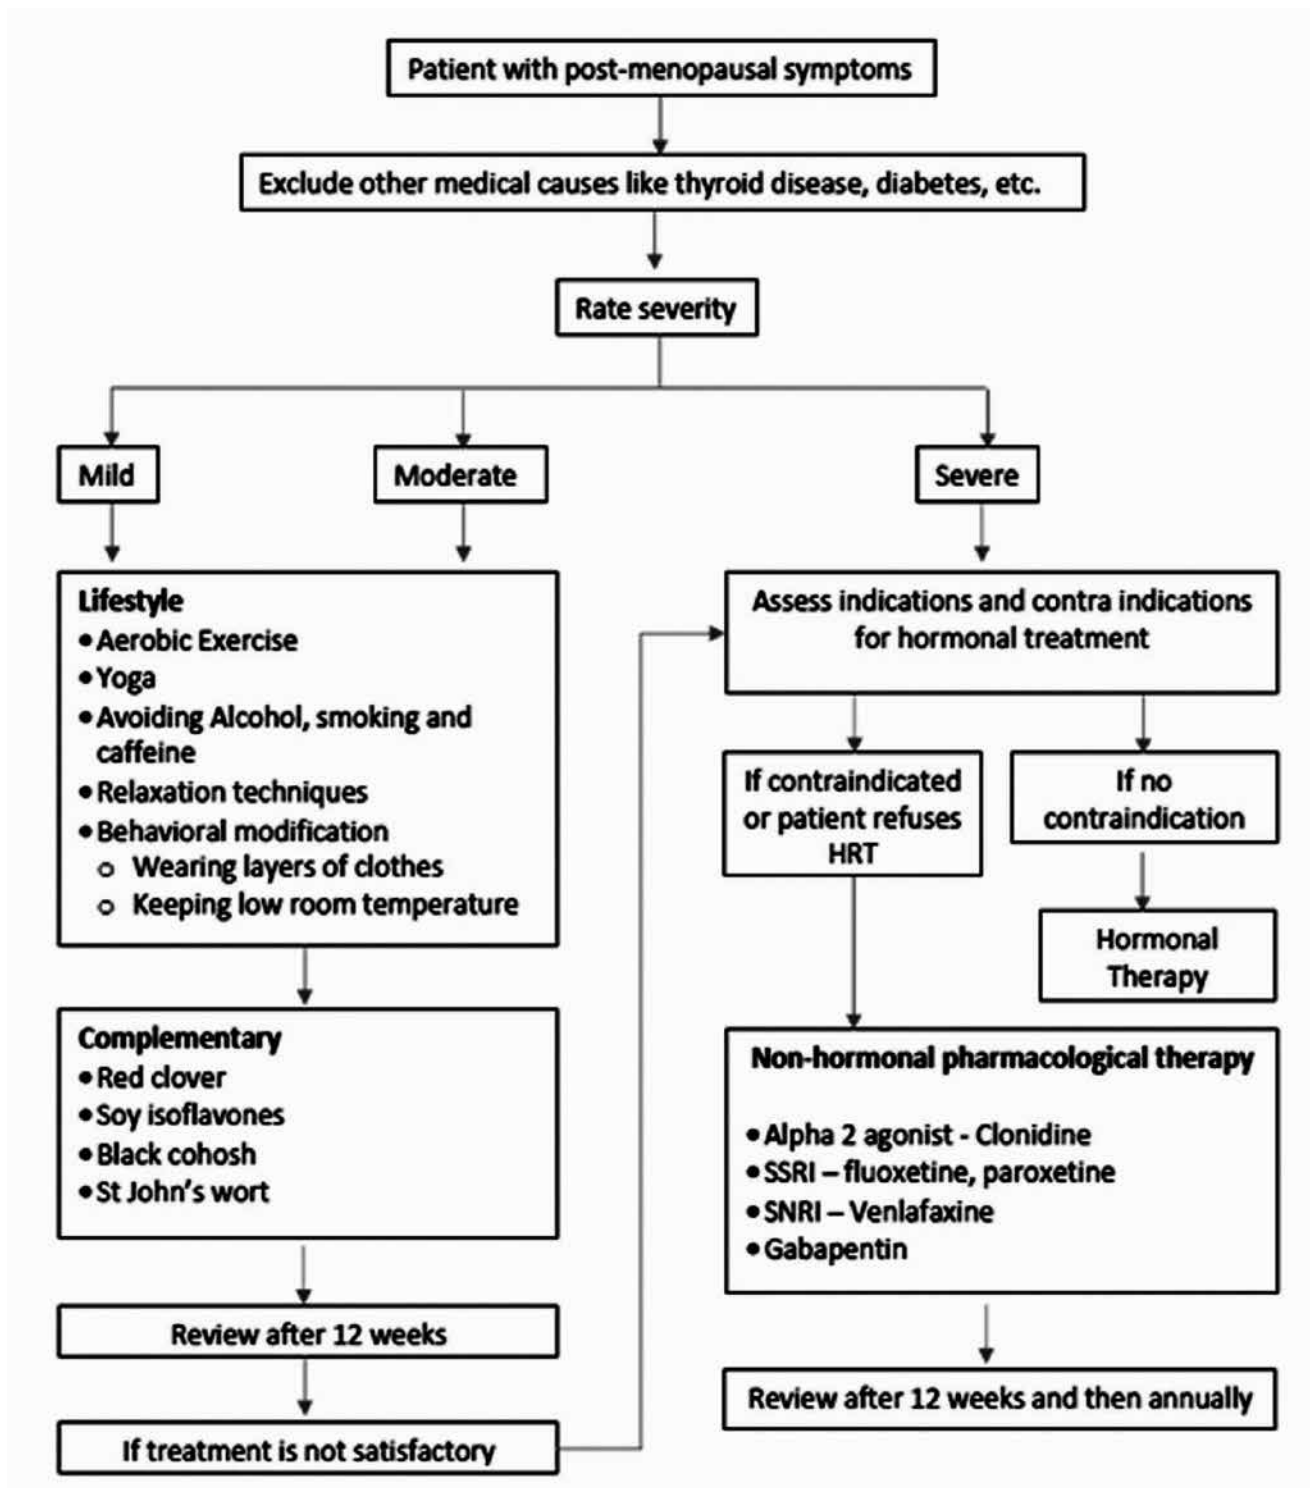 Patient with post-menopausal symptoms
Exclude other medical causes like thyroid disease, diabetes, etc.
Rate severity
Mild
Moderate
Severe
Lifestyle
•Aerobic Exercise
•Yoga
•Avoiding Alcohol, smoking and
caffeine
•Relaxation techniques
•Behavioral modification
o Wearing layers of clothes
o Keeping low room temperature
Complementary
•Red clover
•Soy isoflavones
•Black cohosh
•St John's wort
Review after 12 weeks
If treatment is not satisfactory
Assess indications and contra indications
for hormonal treatment
If contraindicated
or patient refuses
HRT
If no
contraindication
Hormonal
Therapy
Non-hormonal pharmacological therapy
•Alpha 2 agonist - Clonidine
•SSRI – fluoxetine, paroxetine
•SNRI – Venlafaxine
•Gabapentin
Review after 12 weeks and then annually